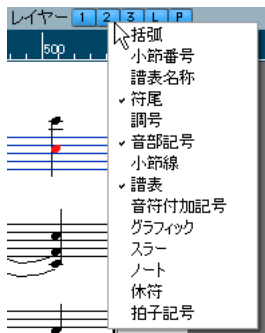 レイヤー 1 2 3 L P
500
括弧
小節番号
譜表名称
✓ 符尾
調号
✓ 音部記号
小節線
✓ 譜表
音符付加記号
グラフィック
スラー
ノート
休符
拍子記号